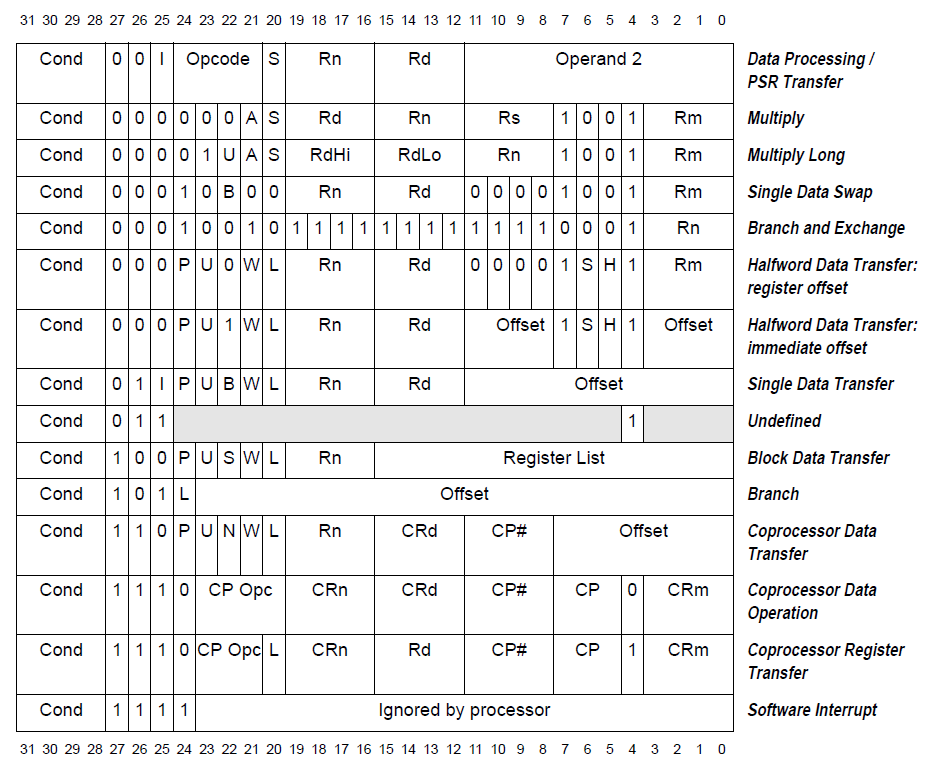 31 30 29 28 27 26 25 24 23 22 21 20 19 18 17 16 15 14 13 12 11 10 9 8 7 6 5 4 3 2 1 0
Cond 0 0 I Opcode S Rn Rd Operand 2 Data Processing /
PSR Transfer
Cond 0 0 0 0 0 0 A S Rd Rn Rs 1 0 0 1 Rm Multiply
Cond 0 0 0 0 1 U A S RdHi RdLo Rn 1 0 0 1 Rm Multiply Long
Cond 0 0 0 1 0 B 0 0 Rn Rd 0 0 0 0 1 0 0 1 Rm Single Data Swap
Cond 0 0 0 1 0 0 1 0 1 1 1 1 1 1 1 1 1 1 1 1 0 0 0 1 Rn Branch and Exchange
Cond 0 0 0 P U 0 W L Rn Rd 0 0 0 0 1 S H 1 Rm Halfword Data Transfer:
register offset
Cond 0 0 0 P U 1 W L Rn Rd Offset 1 S H 1 Offset Halfword Data Transfer:
immediate offset
Cond 0 1 I P U B W L Rn Rd Offset Single Data Transfer
Cond 0 1 1 1 Undefined
Cond 1 0 0 P U S W L Rn Register List Block Data Transfer
Cond 1 0 1 L Offset Branch
Cond 1 1 0 P U N W L Rn CRd CP# Offset Coprocessor Data
Transfer
Cond 1 1 1 0 CP Opc CRn CRd CP# CP 0 CRm Coprocessor Data
Operation
Cond 1 1 1 0 CP Opc L CRn Rd CP# CP 1 CRm Coprocessor Register
Transfer
Cond 1 1 1 1 Ignored by processor Software Interrupt
31 30 29 28 27 26 25 24 23 22 21 20 19 18 17 16 15 14 13 12 11 10 9 8 7 6 5 4 3 2 1 0